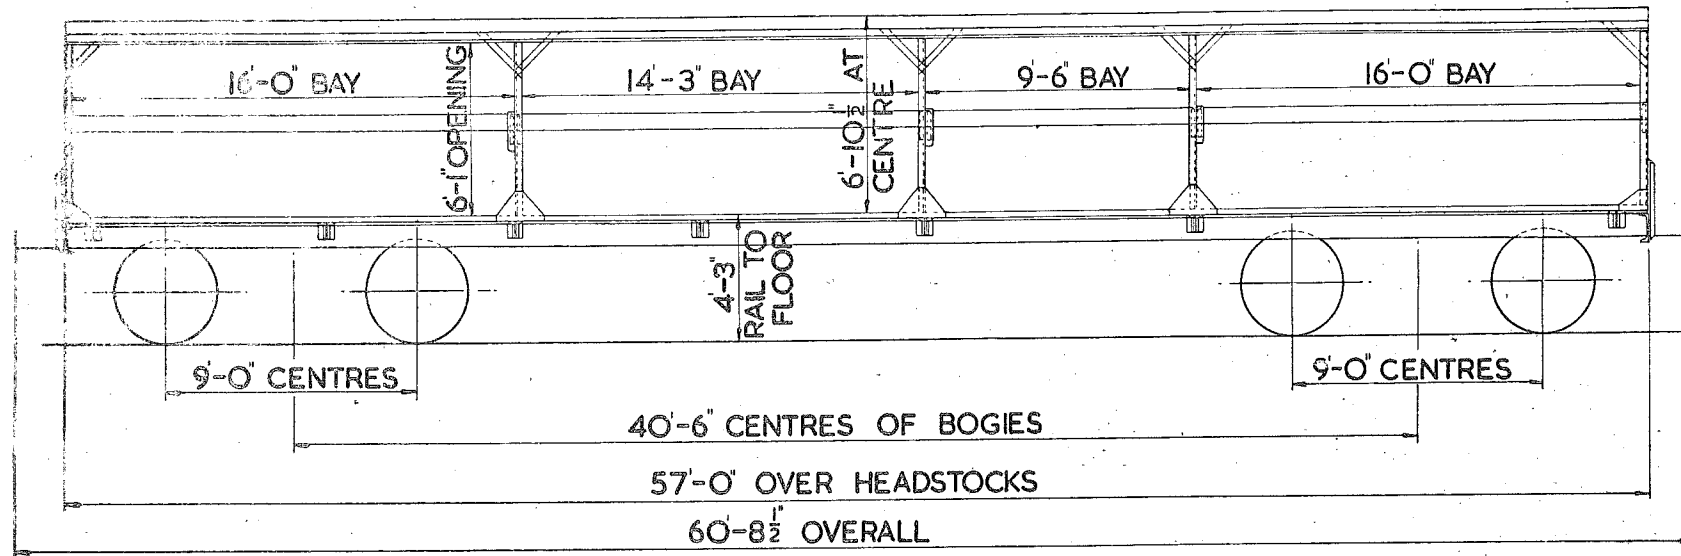 16'-0" BAY
6'-1" OPENING
14'-3" BAY
6'-10½" AT
CENTRE
9'-6" BAY
16'-0" BAY
4'-3"
RAIL TO
FLOOR
9'-0" CENTRES
9'-0" CENTRES
40'-6" CENTRES OF BOGIES
57'-0" OVER HEADSTOCKS
60'-8½" OVERALL